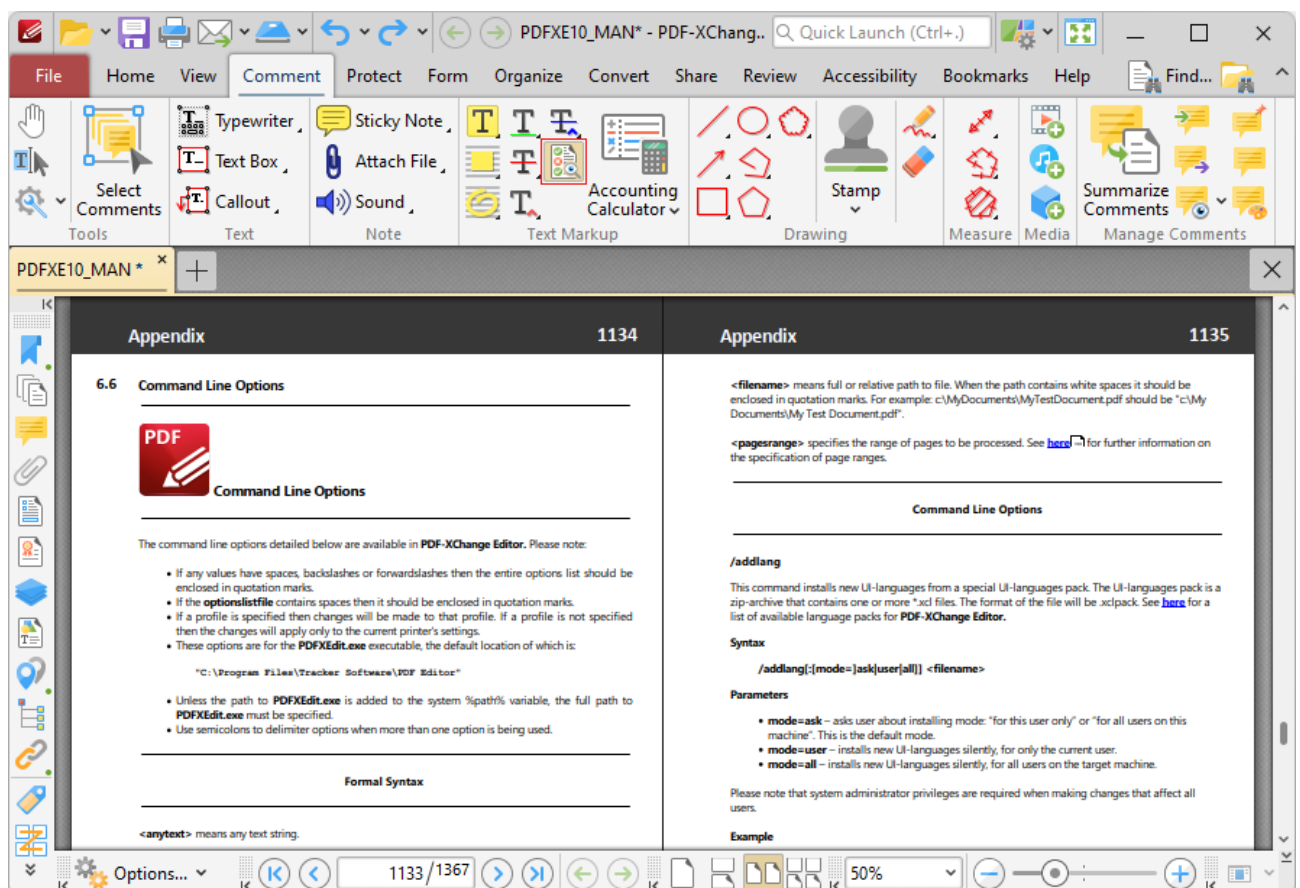 PDFXE10_MAN* - PDF-XChang..
Quick Launch (Ctrl+.)
File Home View Comment Protect Form Organize Convert Share Review Accessibility Bookmarks Help Find...
Select Comments
Typewriter
Text Box
Callout
Sticky Note
Attach File
Sound
Accounting Calculator
Stamp
Summarize Comments
Tools Text Note Text Markup Drawing Measure Media Manage Comments
PDFXE10_MAN *
Appendix 1134
6.6 Command Line Options
PDF
Command Line Options
The command line options detailed below are available in PDF-XChange Editor. Please note:
• If any values have spaces, backslashes or forwardslashes then the entire options list should be
enclosed in quotation marks.
• If the optionslistfile contains spaces then it should be enclosed in quotation marks.
• If a profile is specified then changes will be made to that profile. If a profile is not specified
then the changes will apply only to the current printer's settings.
• These options are for the PDFXEdit.exe executable, the default location of which is:
"C:\Program Files\Tracker Software\PDF Editor"
• Unless the path to PDFXEdit.exe is added to the system %path% variable, the full path to
PDFXEdit.exe must be specified.
• Use semicolons to delimiter options when more than one option is being used.
Formal Syntax
<anytext> means any text string.
Appendix 1135
<filename> means full or relative path to file. When the path contains white spaces it should be
enclosed in quotation marks. For example: c:\MyDocuments\MyTestDocument.pdf should be "c:\My
Documents\My Test Document.pdf".
<pagesrange> specifies the range of pages to be processed. See here for further information on
the specification of page ranges.
Command Line Options
/addlang
This command installs new UI-languages from a special UI-languages pack. The UI-languages pack is a
zip-archive that contains one or more *.xcl files. The format of the file will be .xclpack. See here for a
list of available language packs for PDF-XChange Editor.
Syntax
/addlang[:[mode=]ask|user|all]] <filename>
Parameters
• mode=ask – asks user about installing mode: "for this user only" or "for all users on this
machine". This is the default mode.
• mode=user – installs new UI-languages silently, for only the current user.
• mode=all – installs new UI-languages silently, for all users on the target machine.
Please note that system administrator privileges are required when making changes that affect all
users.
Example
Options... 1133/1367 50%